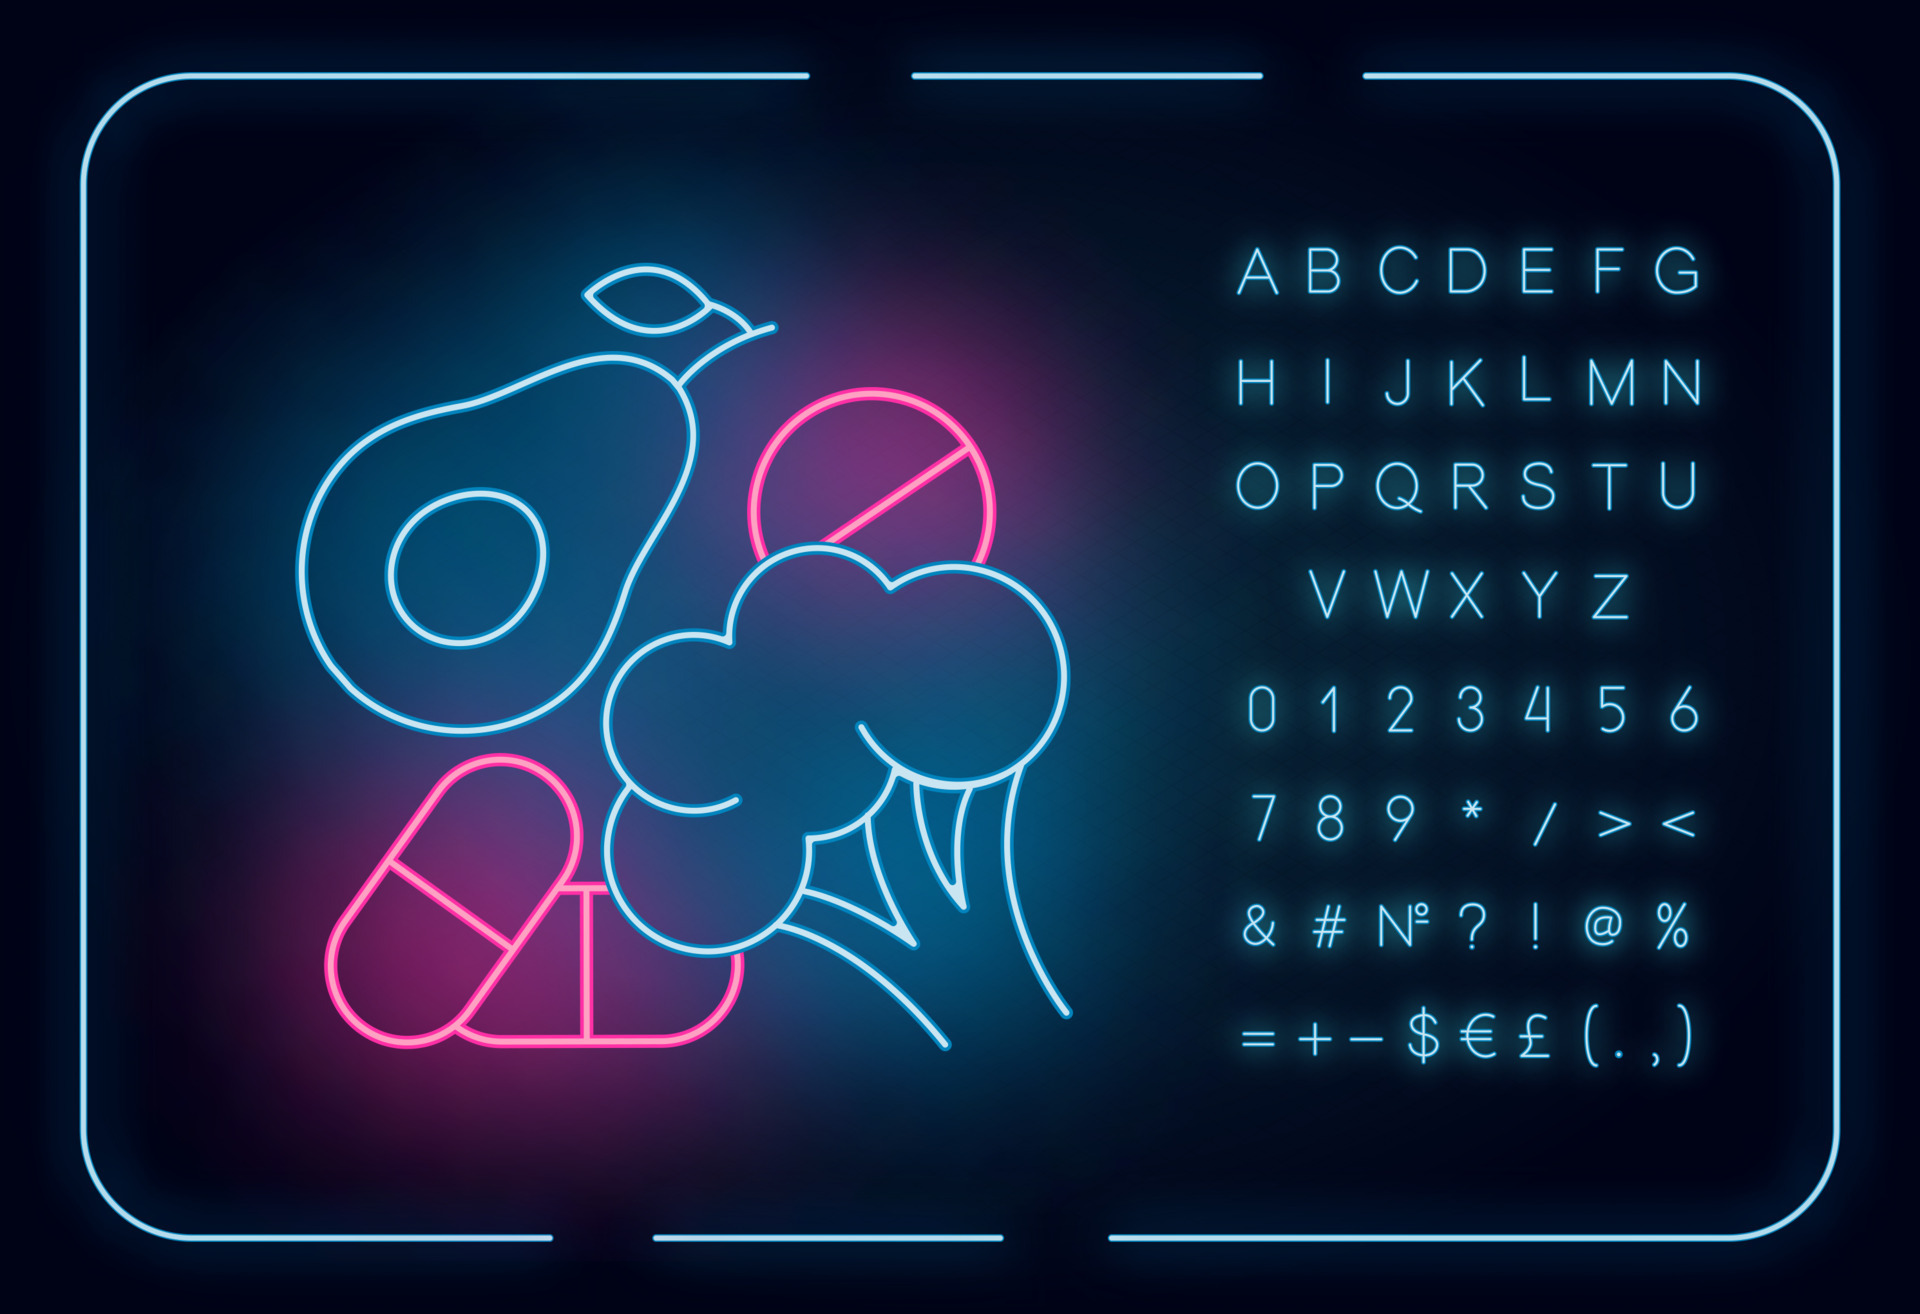 A B C D E F G
H I J K L M N
O P Q R S T U
V W X Y Z
0 1 2 3 4 5 6
7 8 9 * / > <
& # № ? ! @ %
= + − $ € £ ( . , )